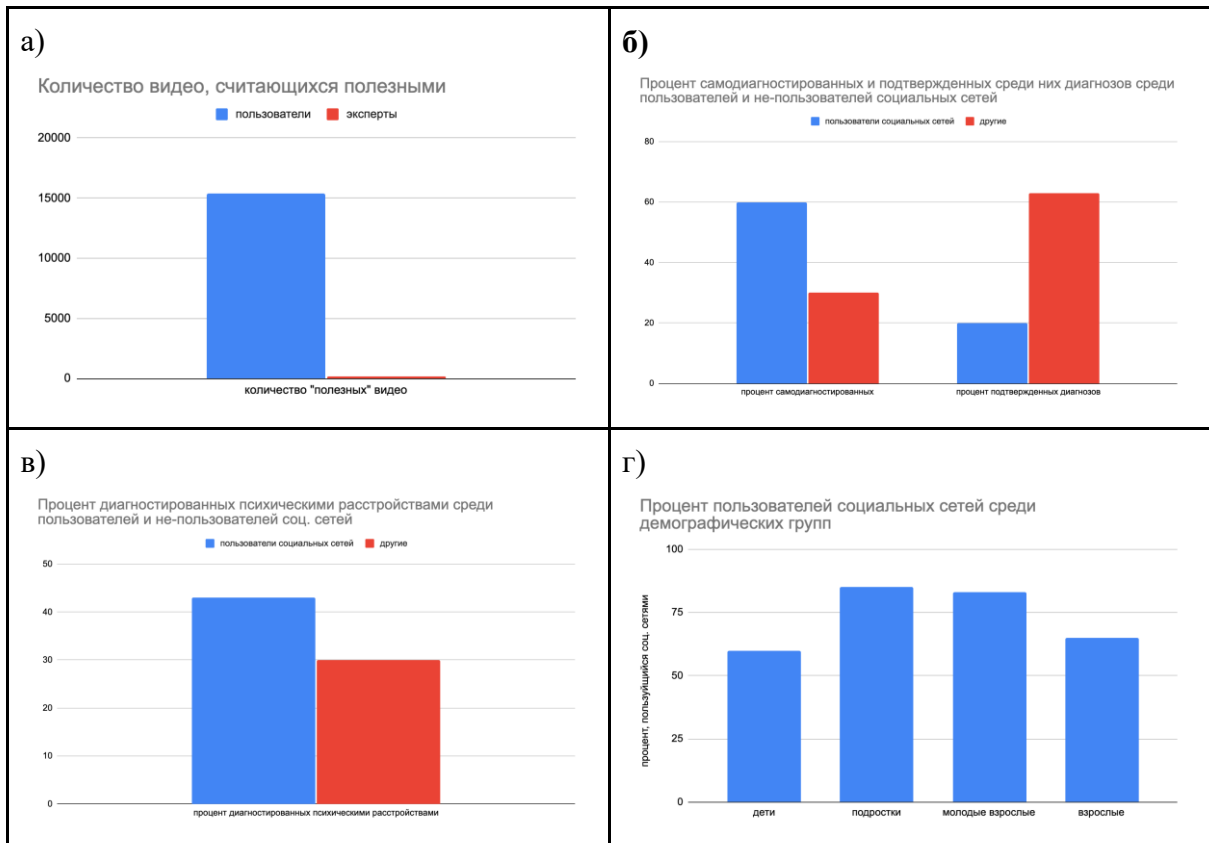 а)
Количество видео, считающихся полезными
пользователи эксперты
20000
15000
10000
5000
0
количество "полезных" видео
б)
Процент самодиагностированных и подтвержденных среди них диагнозов среди
пользователей и не-пользователей социальных сетей
пользователи социальных сетей другие
80
60
40
20
0
процент самодиагностированных процент подтвержденных диагнозов
в)
Процент диагностированных психическими расстройствами среди
пользователей и не-пользователей соц. сетей
пользователи социальных сетей другие
50
40
30
20
10
0
процент диагностированных психическими расстройствами
г)
Процент пользователей социальных сетей среди
демографических групп
процент, пользуйщийся соц. сетями
100
75
50
25
0
дети подростки молодые взрослые взрослые